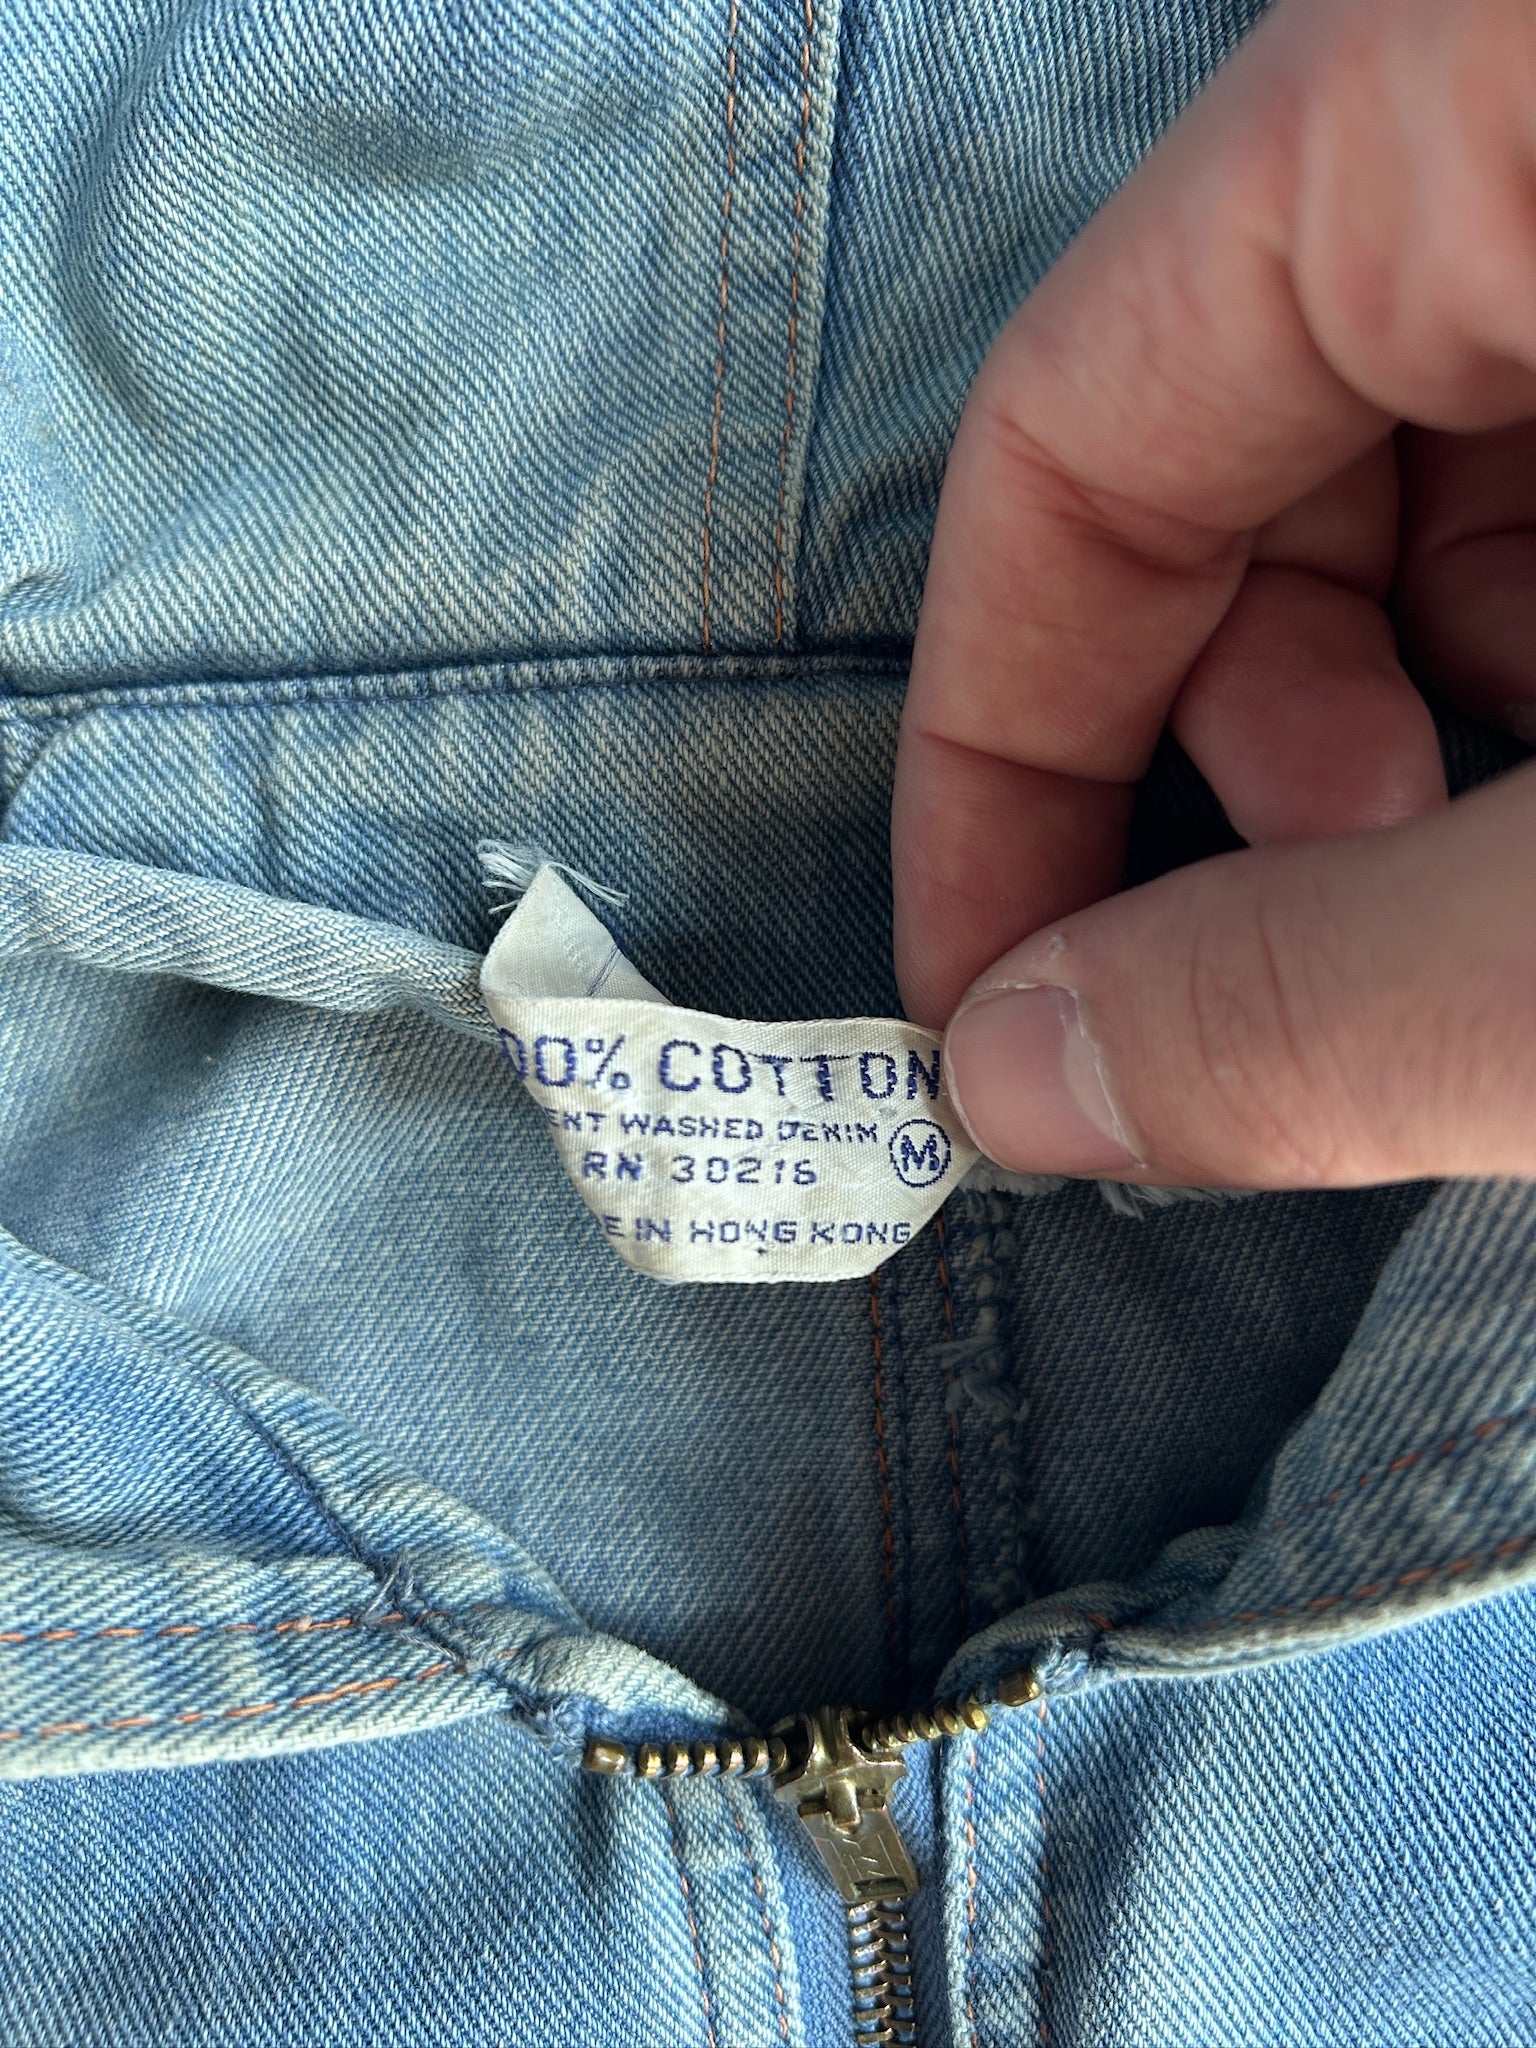 00% COTTON
ENT WASHED DENIM
M
RN 30216
E IN HONG KONG